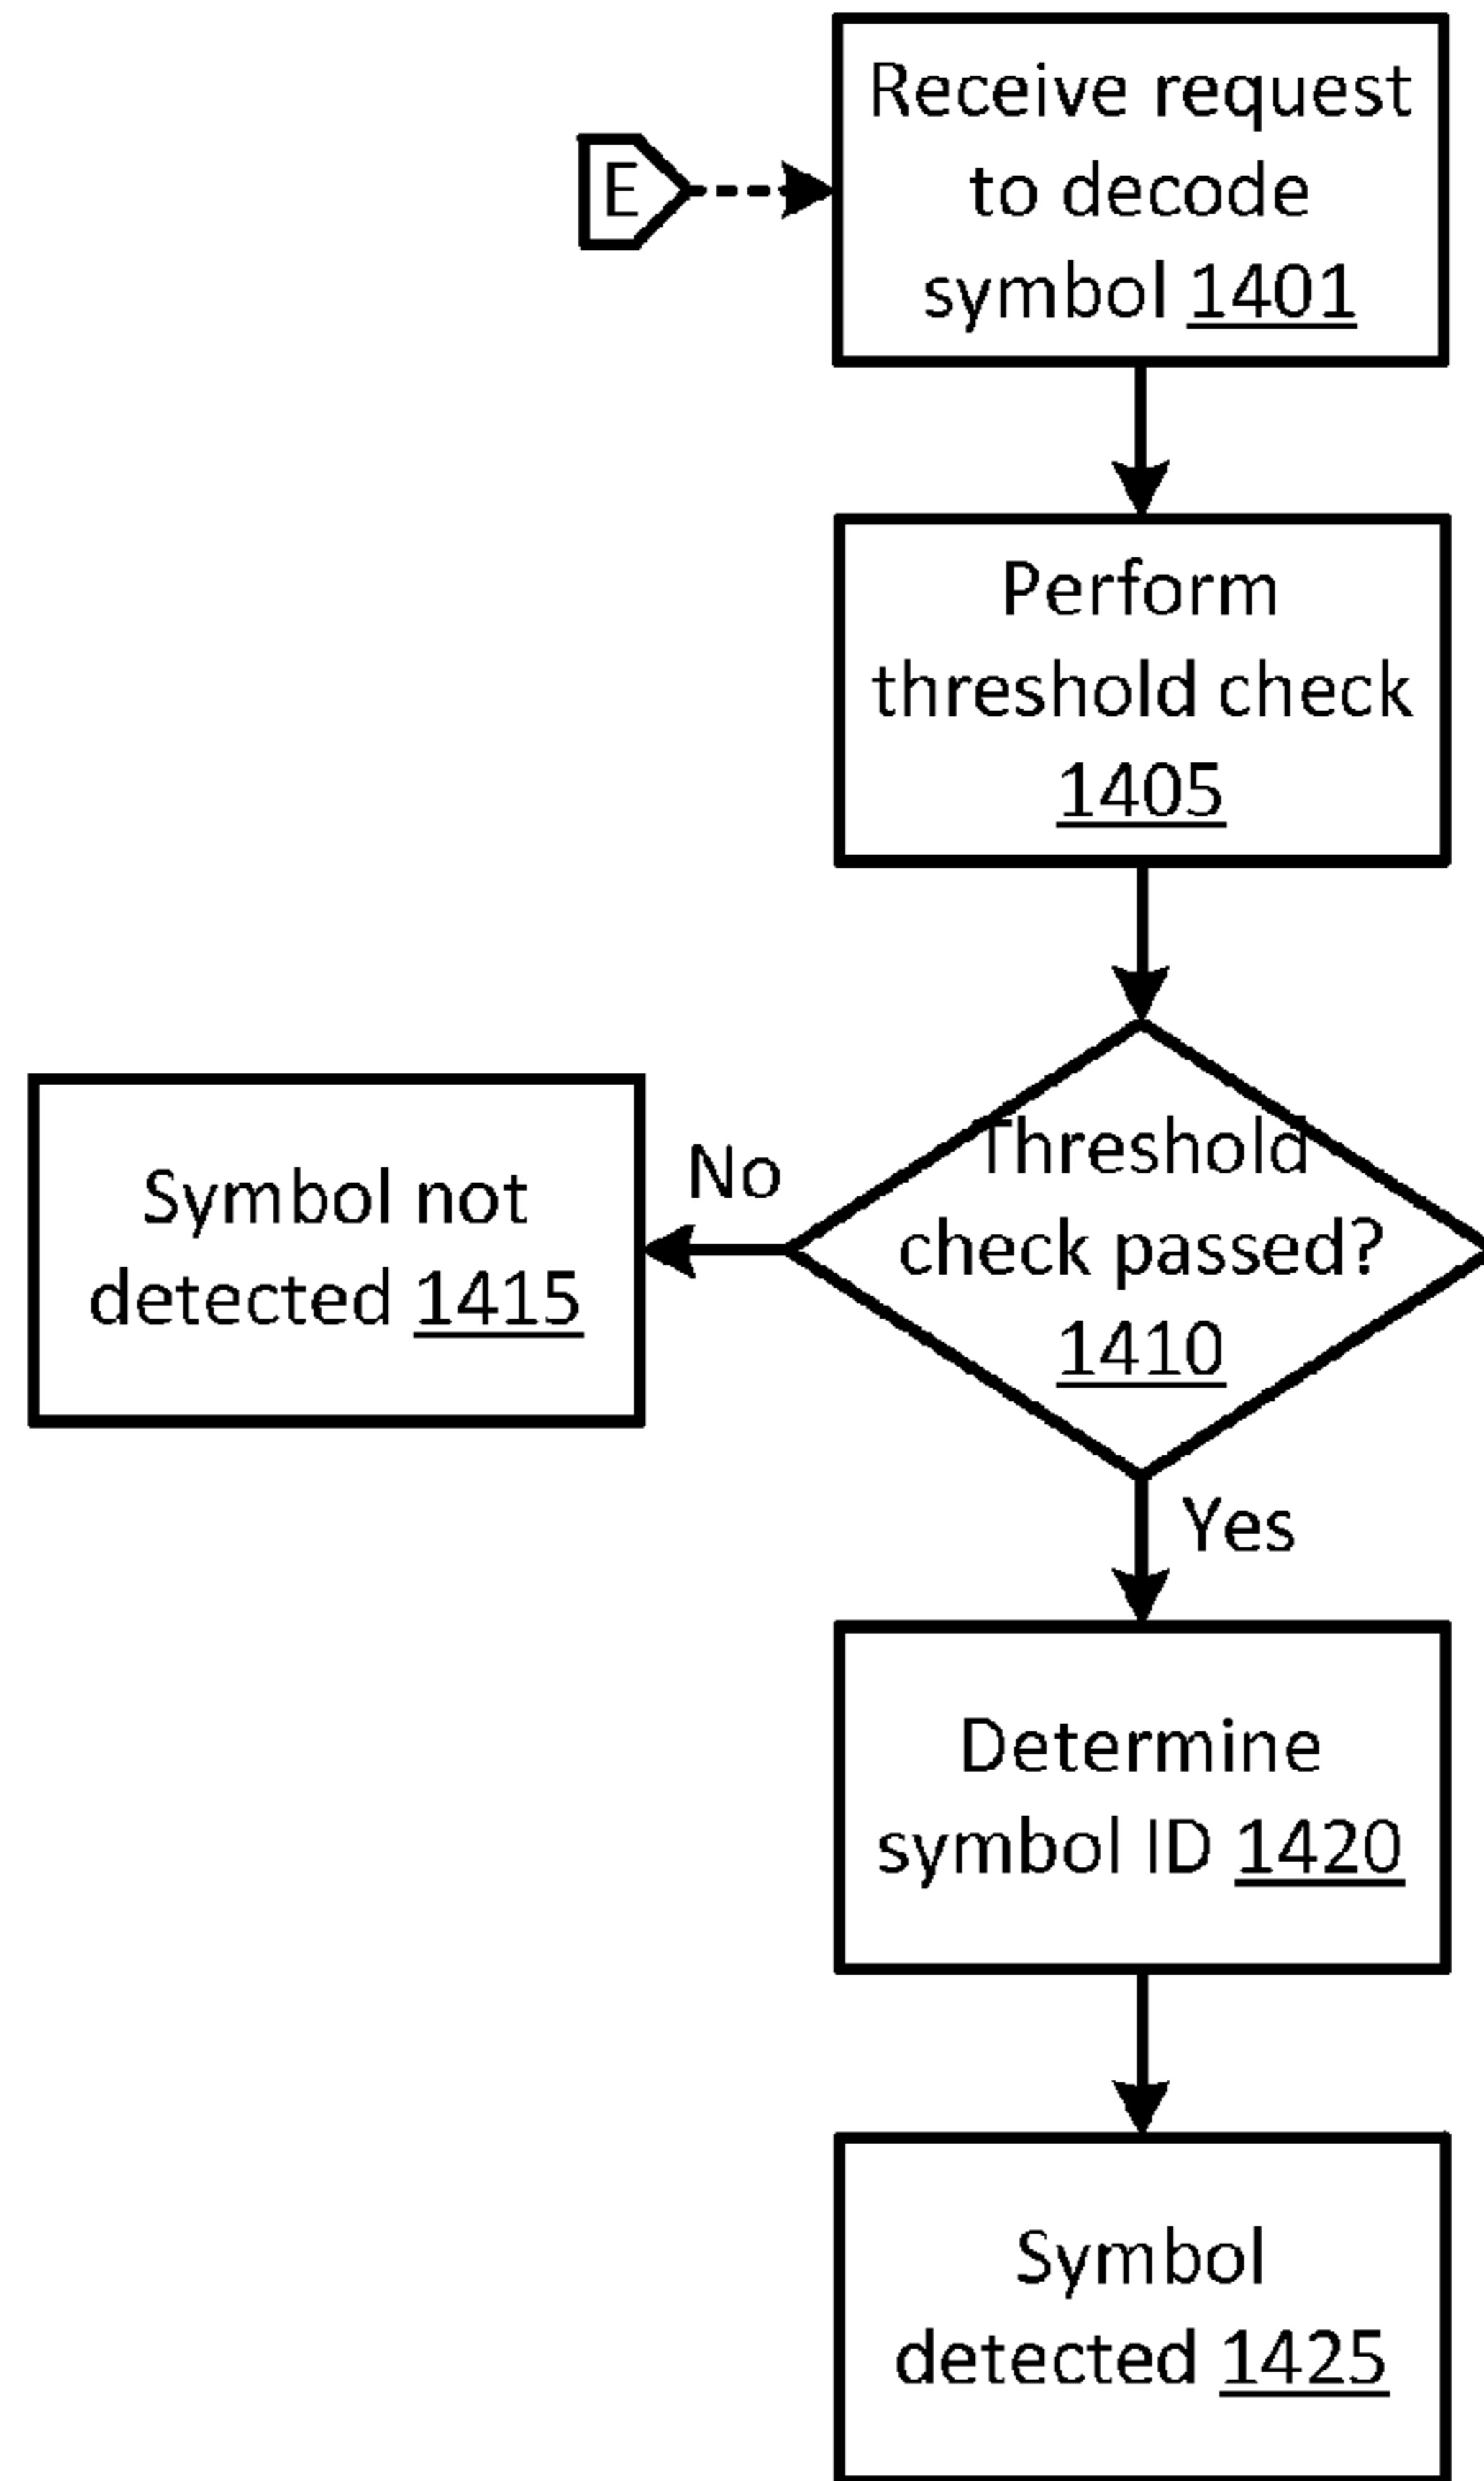 Receive request
to decode
symbol 1401
E
Perform
threshold check
1405
Threshold
check passed?
1410
No
Symbol not
detected 1415
Yes
Determine
symbol ID 1420
Symbol
detected 1425